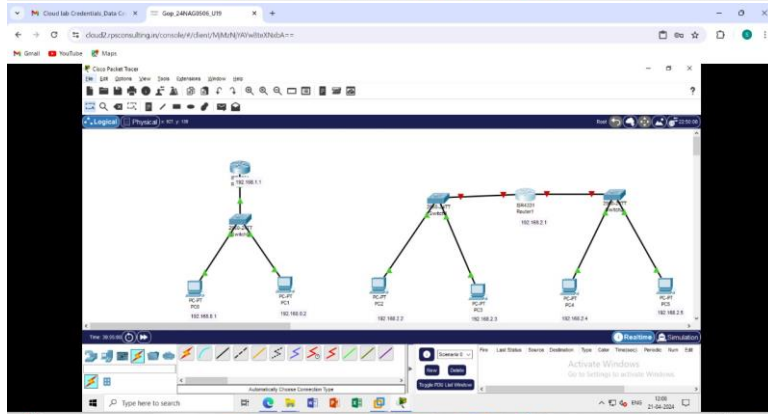 Cloud lab Credentials, Data Ce
Gop_24NAG0506_U19
cloud2.rpsconsulting.in/console/#/client/
Gmail
YouTube
Maps
Cisco Packet Tracer
File Edit Options View Tools Extensions Window Help
Logical
Physical
Root
192.168.1.1
Switch
PC-PT
PC0
192.168.0.1
PC-PT
PC1
192.168.0.2
ISR4331
Router1
192.168.2.1
PC-PT
PC2
192.168.2.2
PC-PT
PC3
192.168.2.3
PC-PT
PC4
192.168.2.4
PC-PT
PC5
192.168.2.5
Realtime
Simulation
Scenario 0
Fire Last Status Source Destination Type Color Time(sec) Periodic Num Edit
New
Delete
Toggle PDU List Window
Automatically Choose Connection Type
Activate Windows
Go to Settings to activate Windows.
Type here to search
ENG
21-04-2024